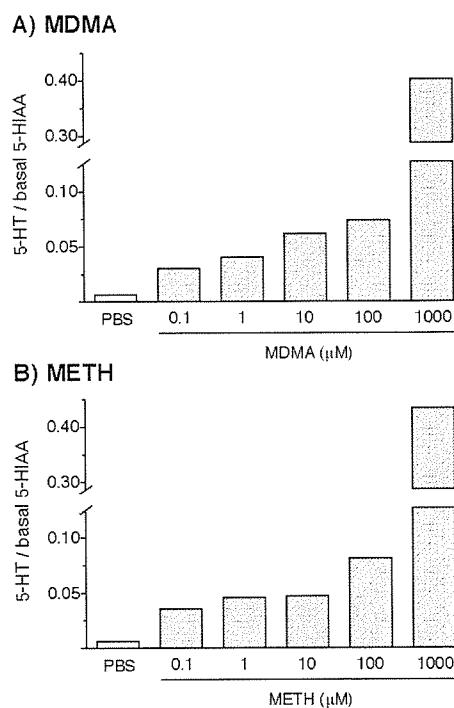 A) MDMA
5-HT / basal 5-HIAA
0.40
0.30
0.10
0.05
PBS 0.1 1 10 100 1000
MDMA (μM)
B) METH
5-HT / basal 5-HIAA
0.40
0.30
0.10
0.05
PBS 0.1 1 10 100 1000
METH (μM)